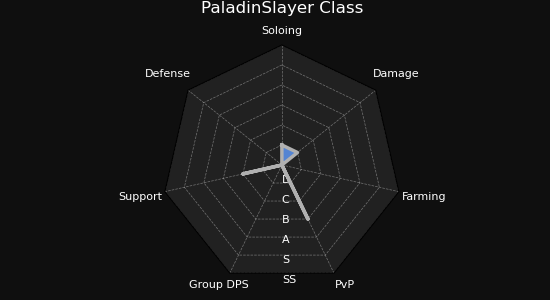 PaladinSlayer Class
Soloing
Defense
Damage
Support
Farming
D
C
B
A
S
SS
Group DPS
PvP